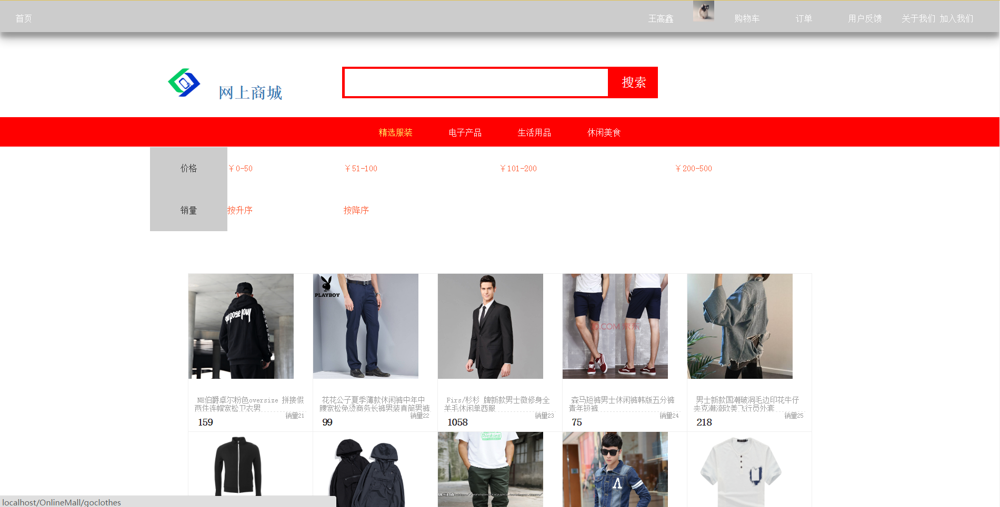 首页 王高鑫 购物车 订单 用户反馈 关于我们 加入我们
网上商城 搜索
精选服装 电子产品 生活用品 休闲美食
价格 ￥0-50 ￥51-100 ￥101-200 ￥200-500
销量 按升序 按降序
PLAYBOY
JD.COM 京东
NE伯爵卓尔粉色oversize 拼接假
两件连帽宽松卫衣男
销量21
159
花花公子夏季薄款休闲裤中年中
腰宽松免烫商务长裤男装直筒男裤
销量22
99
Firs/杉杉 牌新款男士微修身全
羊毛休闲单西服
销量23
1058
森马短裤男士休闲裤韩版五分裤
青年短裤
销量24
75
男士新款国潮破洞毛边印花牛仔
夹克潮流欧美飞行员外套
销量25
218
Dickies
localhost/OnlineMall/goclothes